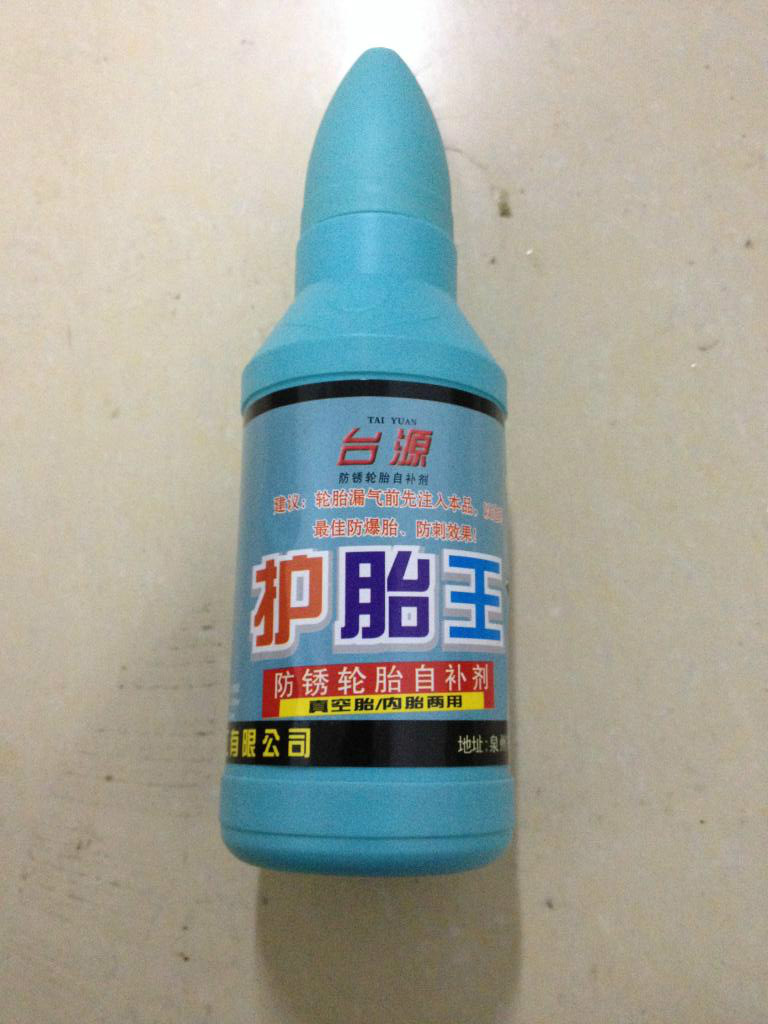 TAI YUAN
台源
防锈轮胎自补剂
建议：轮胎漏气前先注入本品，
最佳防爆胎、防刺效果！
护胎王
防锈轮胎自补剂
真空胎/内胎两用
有限公司
地址：泉州